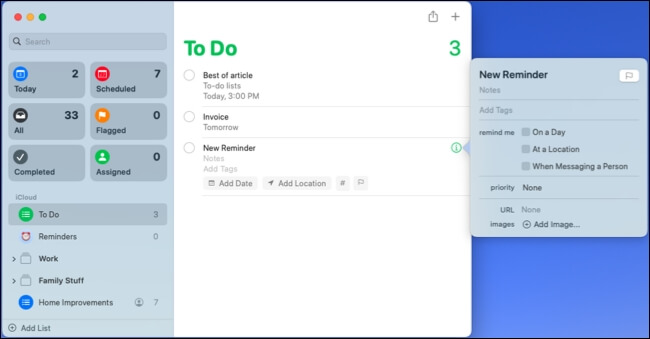 Search
2
Today
7
Scheduled
33
All
0
Flagged
Completed
0
Assigned
iCloud
To Do 3
Reminders 0
Work
Family Stuff
Home Improvements 7
Add List
To Do 3
Best of article
To-do lists
Today, 3:00 PM
Invoice
Tomorrow
New Reminder
Notes
Add Tags
Add Date Add Location #
New Reminder
Notes
Add Tags
remind me On a Day
At a Location
When Messaging a Person
priority None
URL None
images Add Image...